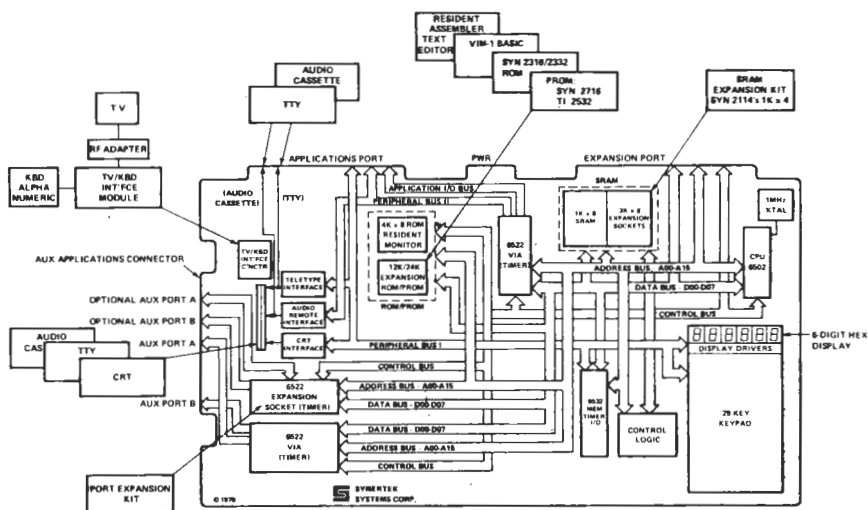 RESIDENT
ASSEMBLER
TEXT
EDITOR
VIM-1 BASIC
SYN 2316/2332
ROM
PROM:
SYN 2716
TI 2532
SRAM
EXPANSION KIT
SYN 2114's 1K x 4
AUDIO
CASSETTE
TTY
TV
RF ADAPTER
KBD
ALPHA
NUMERIC
TV/KBD
INT'FCE
MODULE
APPLICATIONS PORT
PWR
EXPANSION PORT
(AUDIO
CASSETTE)
(TTY)
APPLICATION I/O BUS
PERIPHERAL BUS II
SRAM
1K x 8
SRAM
3K x 8
EXPANSION
SOCKETS
1MHz
XTAL
4K x 8 ROM
RESIDENT
MONITOR
12K/24K
EXPANSION
ROM/PROM
ROM/PROM
6522
VIA
(TIMER)
CPU
6502
TV/KBD
INT'FCE
CNCTR
AUX APPLICATIONS CONNECTOR
TELETYPE
INTERFACE
AUDIO
REMOTE
INTERFACE
CRT
INTERFACE
ADDRESS BUS - A00-A15
DATA BUS - D00-D07
CONTROL BUS
OPTIONAL AUX PORT A
OPTIONAL AUX PORT B
AUX PORT A
AUX PORT B
AUDIO
CAS
TTY
CRT
PERIPHERAL BUS I
6-DIGIT HEX
DISPLAY
DISPLAY DRIVERS
CONTROL BUS
6522
EXPANSION
SOCKET (TIMER)
ADDRESS BUS - A00-A15
DATA BUS - D00-D07
6532
MEM
TIMER
I/O
CONTROL
LOGIC
28 KEY
KEYPAD
6522
VIA
(TIMER)
DATA BUS - D00-D07
ADDRESS BUS - A00-A15
CONTROL BUS
PORT EXPANSION
KIT
© 1978
S
SYNERTEK
SYSTEMS CORP.